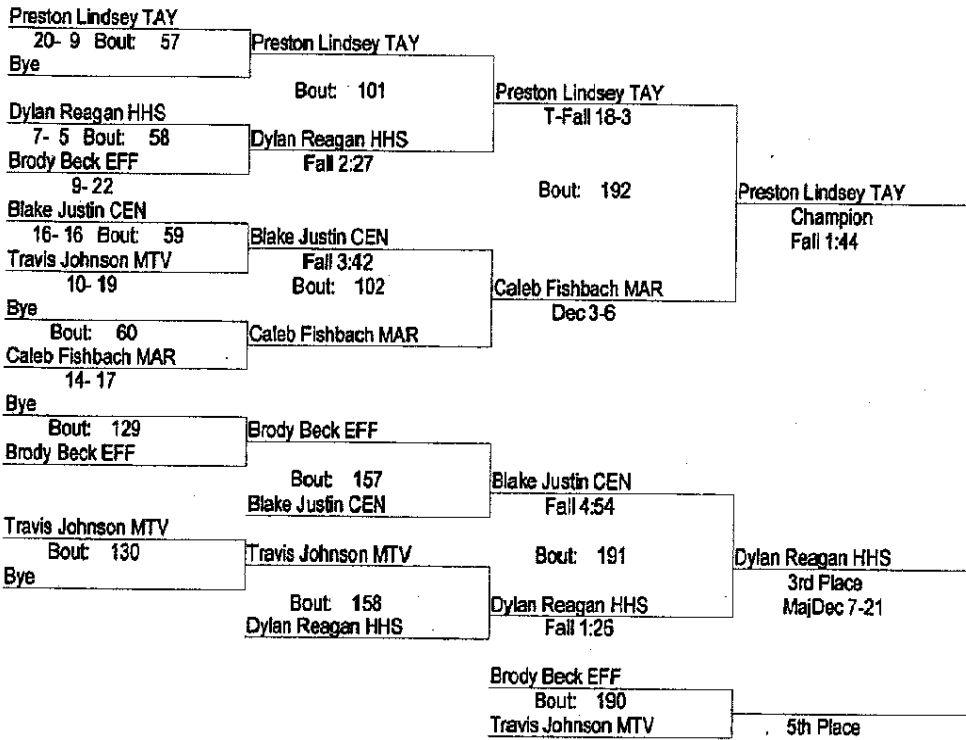 Preston Lindsey TAY
20- 9 Bout: 57
Bye
Preston Lindsey TAY
Bout: 101
Dylan Reagan HHS
7- 5 Bout: 58
Brody Beck EFF
9- 22
Dylan Reagan HHS
Fall 2:27
Preston Lindsey TAY
T-Fall 18-3
Bout: 192
Blake Justin CEN
16- 16 Bout: 59
Travis Johnson MTV
10- 19
Blake Justin CEN
Fall 3:42
Bout: 102
Bye
Bout: 60
Caleb Fishbach MAR
14- 17
Caleb Fishbach MAR
Caleb Fishbach MAR
Dec 3-6
Preston Lindsey TAY
Champion
Fall 1:44
Bye
Bout: 129
Brody Beck EFF
Brody Beck EFF
Bout: 157
Blake Justin CEN
Blake Justin CEN
Fall 4:54
Bout: 191
Travis Johnson MTV
Bout: 130
Bye
Travis Johnson MTV
Bout: 158
Dylan Reagan HHS
Dylan Reagan HHS
Fall 1:26
Dylan Reagan HHS
3rd Place
MajDec 7-21
Brody Beck EFF
Bout: 190
Travis Johnson MTV
5th Place